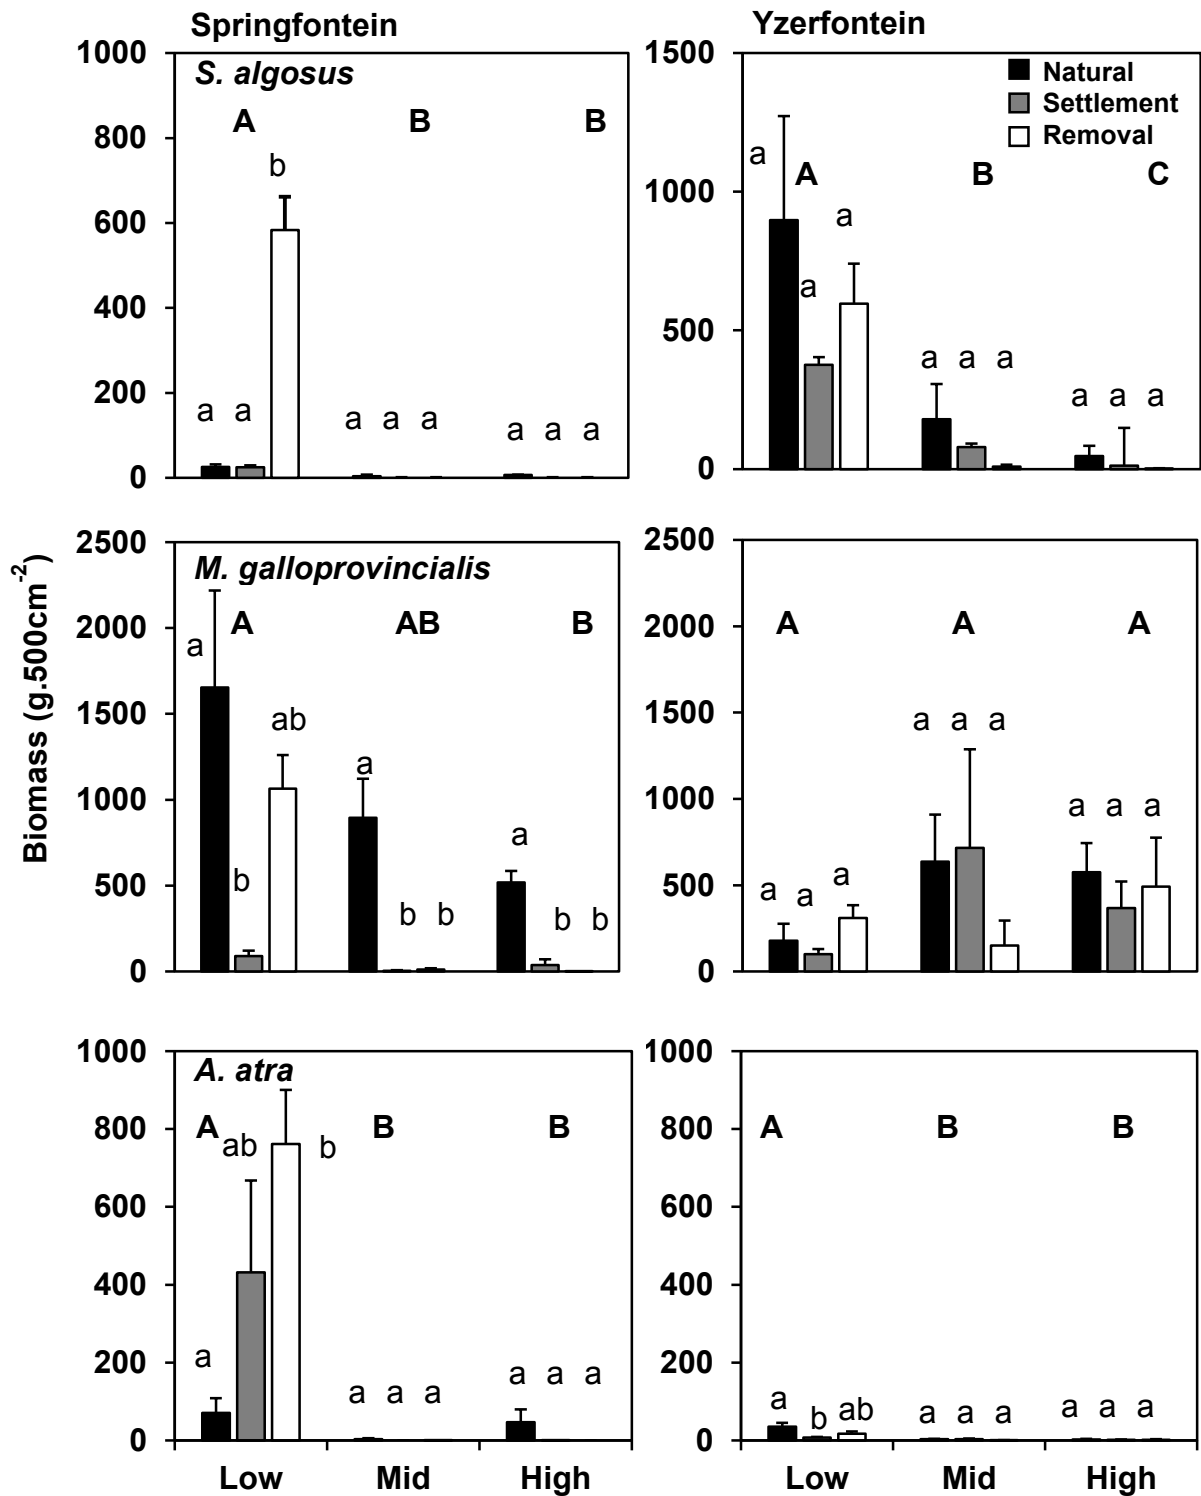 Springfontein
Yzerfontein
1000
800
600
400
200
0
S. algosus
A B B
b
a a a a a a a a
1500
1000
500
0
Natural
Settlement
Removal
a
A B C
a
a
a a a
a a a
Biomass (g.500cm-2)
2500
2000
1500
1000
500
0
M. galloprovincialis
A AB B
a
ab
a
a
b
b b b b
2500
2000
1500
1000
500
0
A A A
a a a
a a a
a a a
1000
800
600
400
200
0
A. atra
A B B
ab b
a
a a a a a a
Low Mid High
1000
800
600
400
200
0
A B B
a b ab a a a a a a
Low Mid High